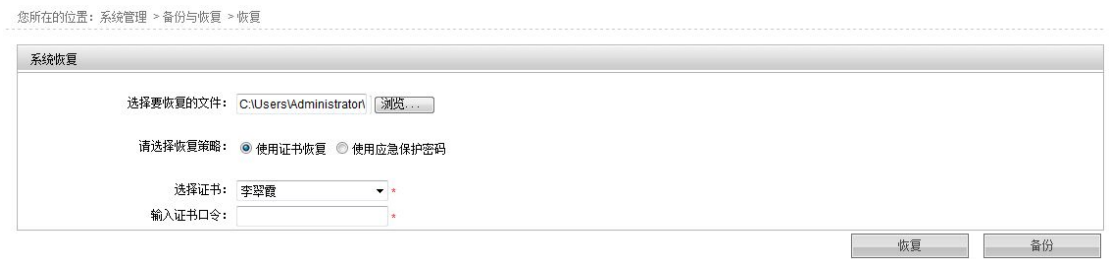 您所在的位置：系统管理 >备份与恢复 >恢复
系统恢复
选择要恢复的文件： C:\Users\Administrator\ 浏览...
请选择恢复策略： 使用证书恢复 使用应急保护密码
选择证书： 李翠霞 *
输入证书口令： *
恢复 备份